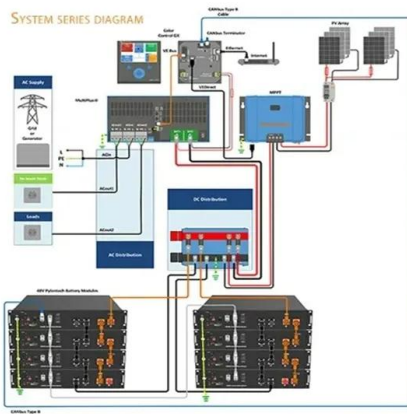 SYSTEM SERIES DIAGRAM
CANbus Type B
Cable
Color
Control GX
CANbus Terminator
VE Bus
Ethernet
Internet
VE Direct
PV Array
AC Supply
Grid
or
Generator
MultiPlus-II
MPPT
L
PE
N
ACin
ACout1
Loads
ACout2
AC Distribution
DC Distribution
48V Pylontech Battery Modules
CANbus Type B